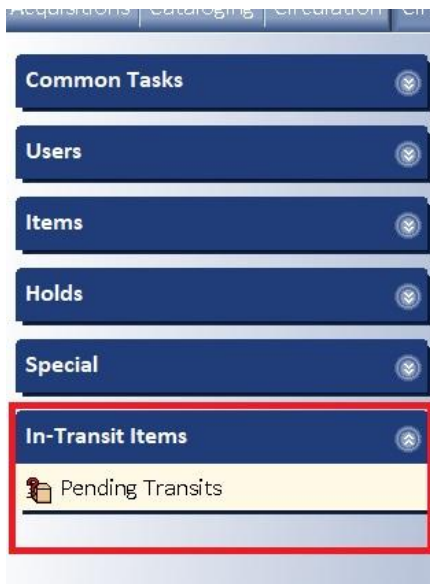 Acquisitions Cataloging Circulation
Common Tasks
Users
Items
Holds
Special
In-Transit Items
Pending Transits